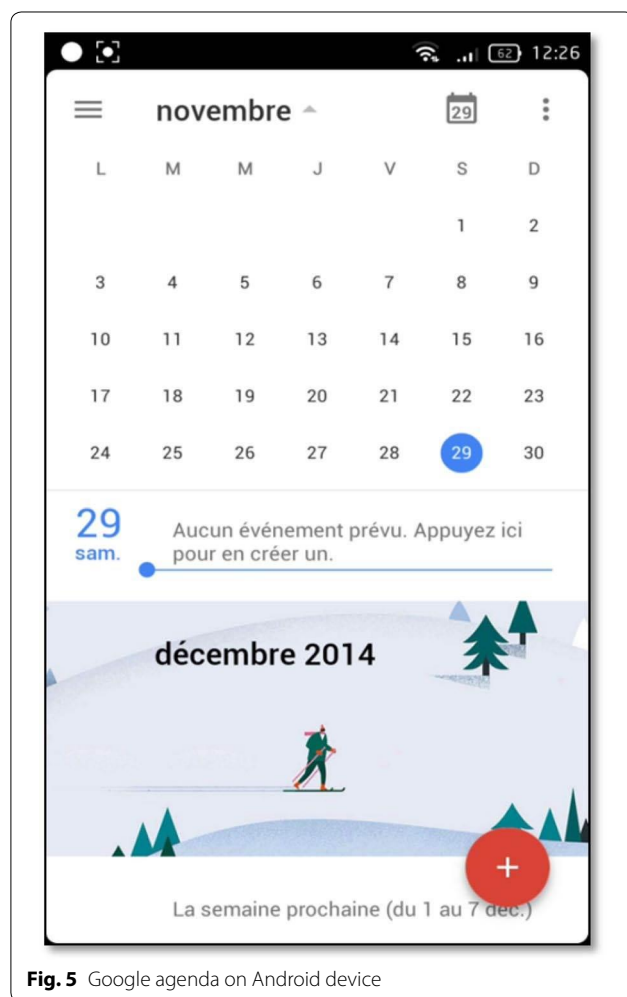 62 12:26
novembre 29
L M M J V S D
1 2
3 4 5 6 7 8 9
10 11 12 13 14 15 16
17 18 19 20 21 22 23
24 25 26 27 28 29 30
29 Aucun événement prévu. Appuyez ici
sam. pour en créer un.
décembre 2014
+
La semaine prochaine (du 1 au 7 déc.)
Fig. 5 Google agenda on Android device